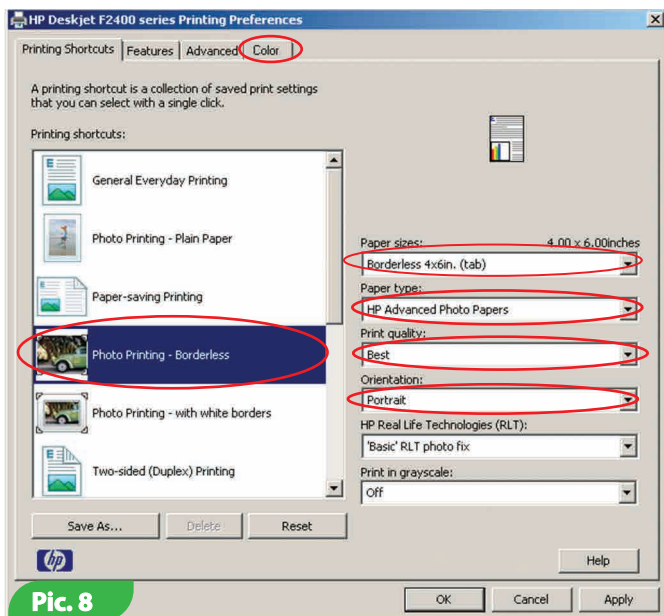 HP Deskjet F2400 series Printing Preferences
Printing Shortcuts Features Advanced Color
A printing shortcut is a collection of saved print settings
that you can select with a single click.
Printing shortcuts:
General Everyday Printing
Photo Printing - Plain Paper
Paper-saving Printing
Photo Printing - Borderless
Photo Printing - with white borders
Two-sided (Duplex) Printing
Save As... Delete Reset
Paper sizes: 4.00 x 6.00inches
Borderless 4x6in. (tab)
Paper type:
HP Advanced Photo Papers
Print quality:
Best
Orientation:
Portrait
HP Real Life Technologies (RLT):
'Basic' RLT photo fix
Print in grayscale:
Off
hp
Help
OK Cancel Apply
Pic. 8